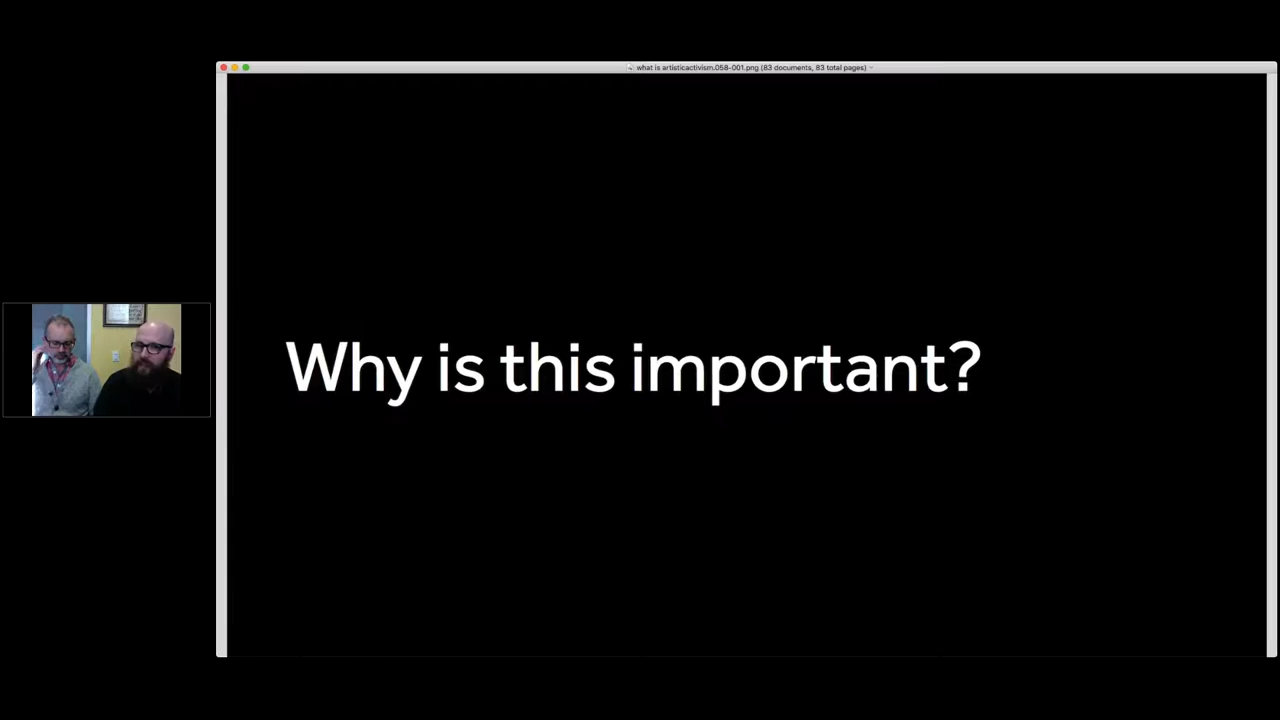 what is artisticactivism.058-001.png (83 documents, 83 total pages)
Why is this important?